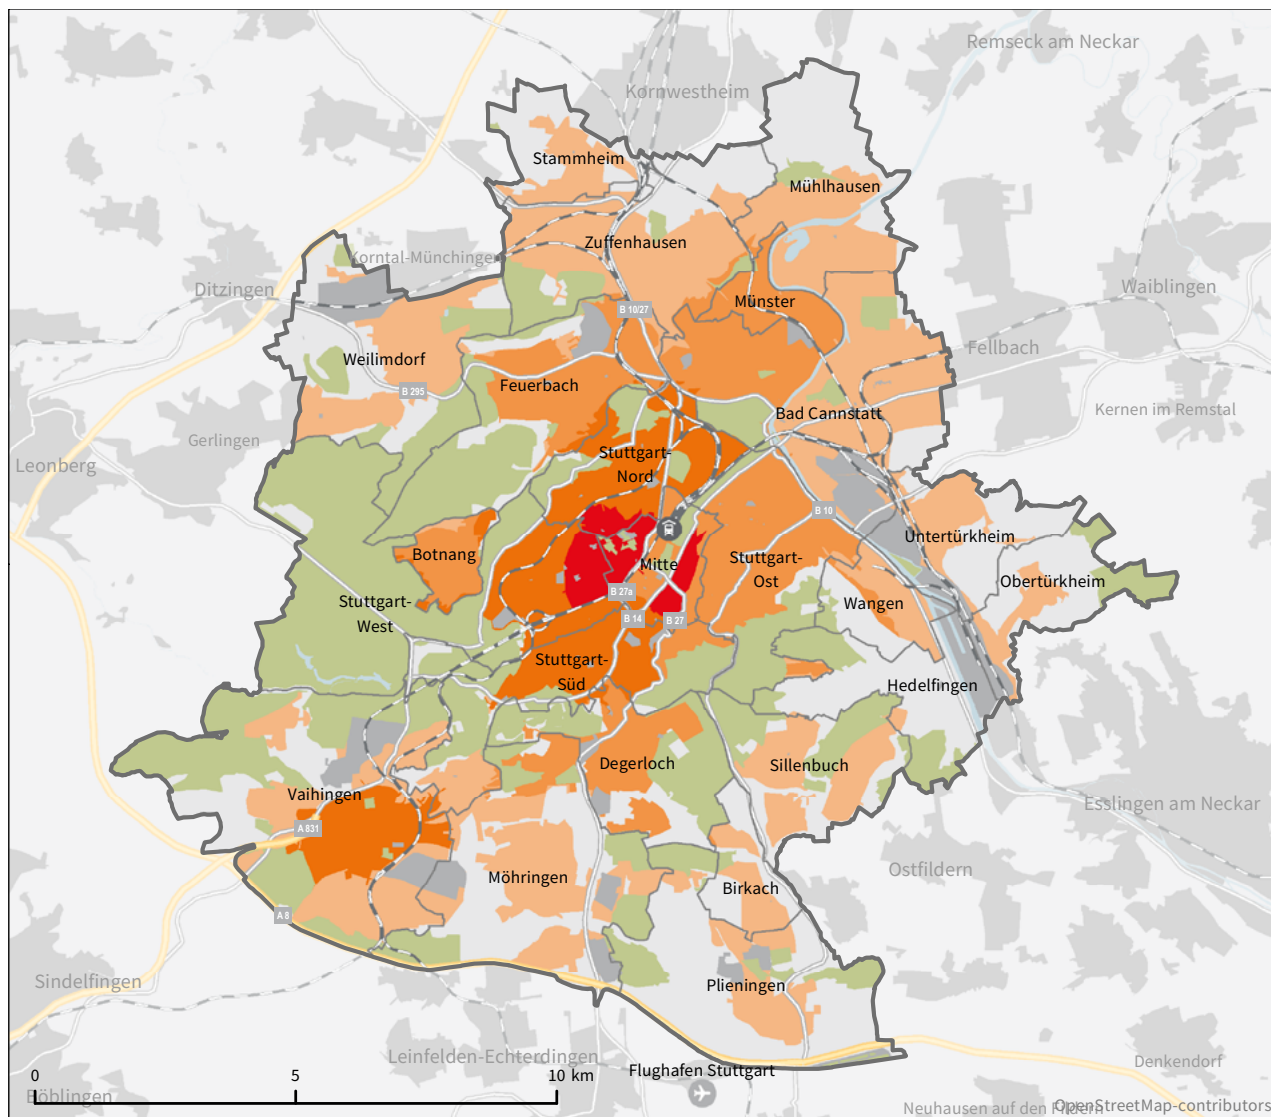 Remseck am Neckar
Kornwestheim
Stammheim
Mühlhausen
Zuffenhausen
Korntal-Münchingen
Ditzingen
Waiblingen
Münster
B 10/27
Fellbach
Weilimdorf
Feuerbach
B 295
Bad Cannstatt
Kernen im Remstal
Gerlingen
Leonberg
Stuttgart-
Nord
B 10
Untertürkheim
Botnang
Mitte
Stuttgart-
Ost
Obertürkheim
B 27a
Stuttgart-
West
B 14
B 27
Wangen
Stuttgart-
Süd
Hedelfingen
Degerloch
Sillenbuch
Vaihingen
Esslingen am Neckar
A 831
Ostfildern
Möhringen
Birkach
A 8
Sindelfingen
Plieningen
Leinfelden-Echterdingen
Flughafen Stuttgart
Denkendorf
0
5
10 km
Böblingen
Neuhausen auf den Fildern
OpenStreetMap-contributors